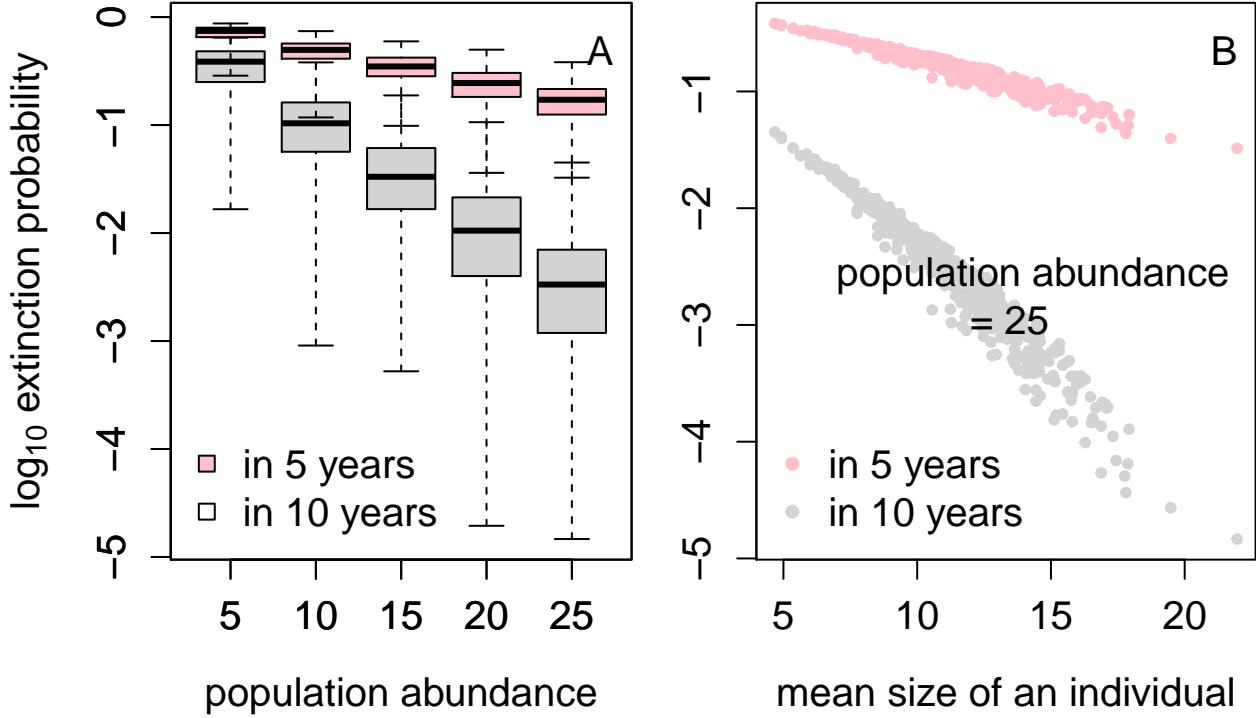 A
log10 extinction probability
0
−1
−2
−3
−4
−5
in 5 years
in 10 years
5 10 15 20 25
population abundance
B
−1
−2
−3
−4
−5
population abundance
= 25
in 5 years
in 10 years
5 10 15 20
mean size of an individual